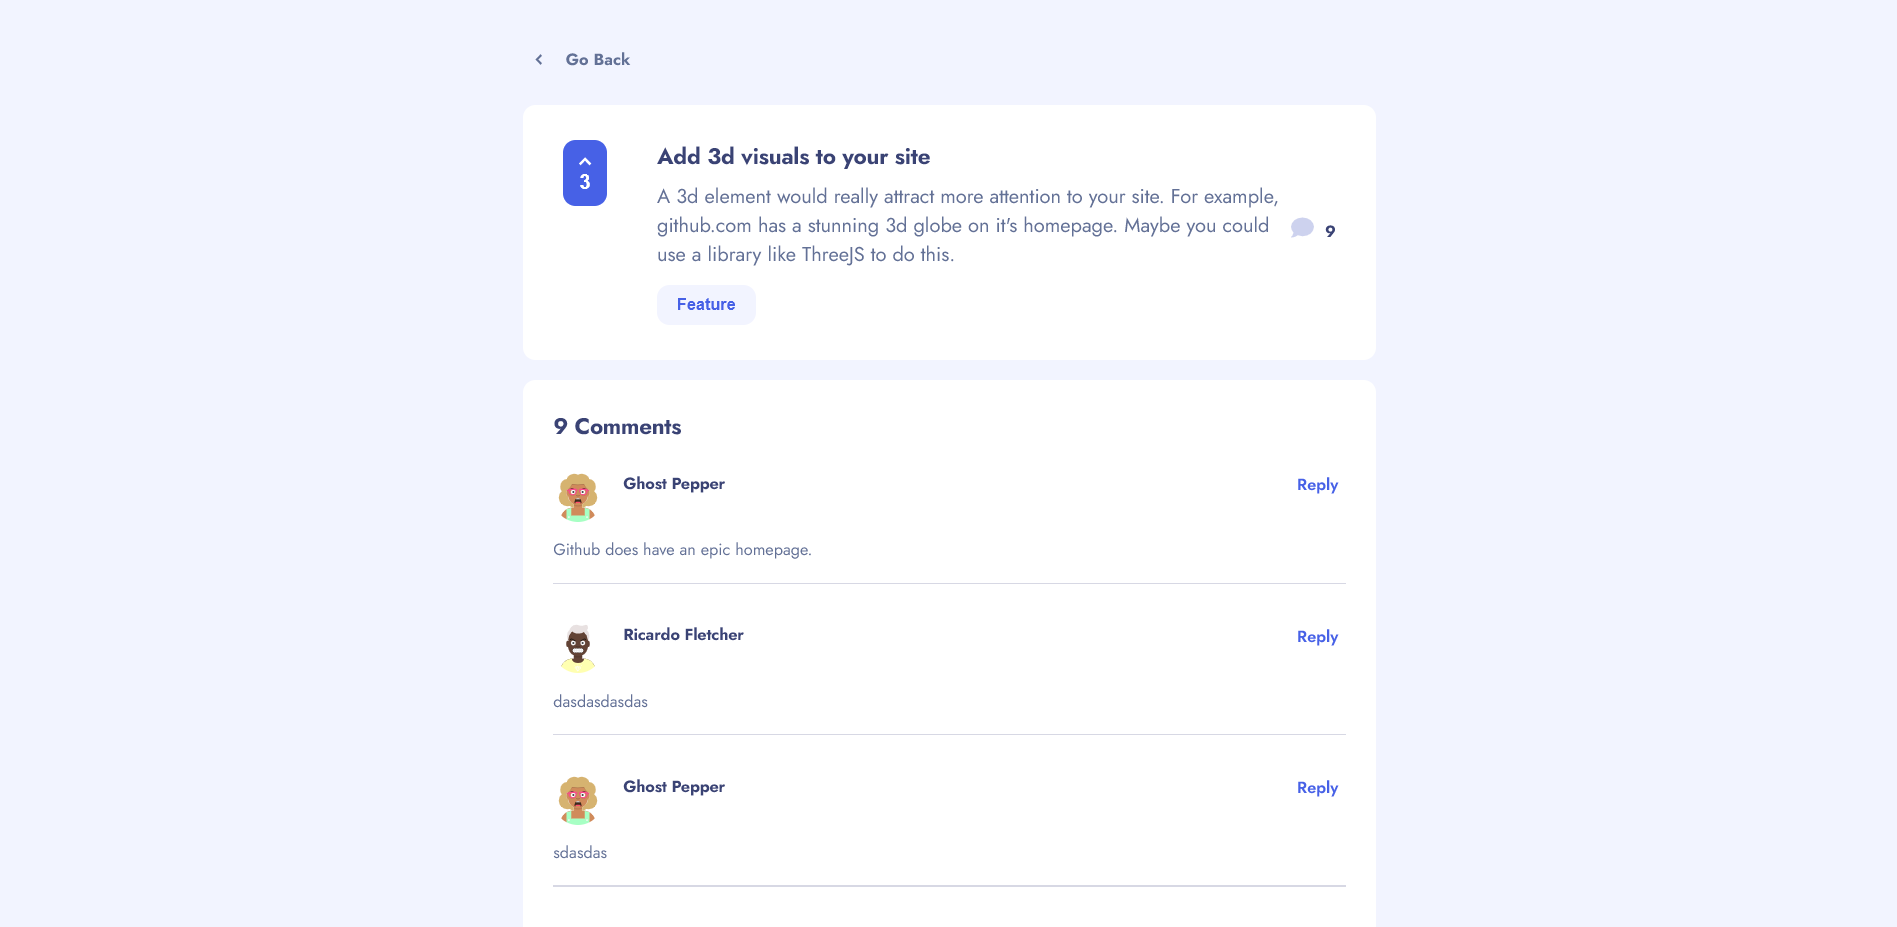 Go Back
3
Add 3d visuals to your site
A 3d element would really attract more attention to your site. For example,
github.com has a stunning 3d globe on it's homepage. Maybe you could
use a library like ThreeJS to do this.
9
Feature
9 Comments
Ghost Pepper
Reply
Github does have an epic homepage.
Ricardo Fletcher
Reply
dasdasdasdas
Ghost Pepper
Reply
sdasdas